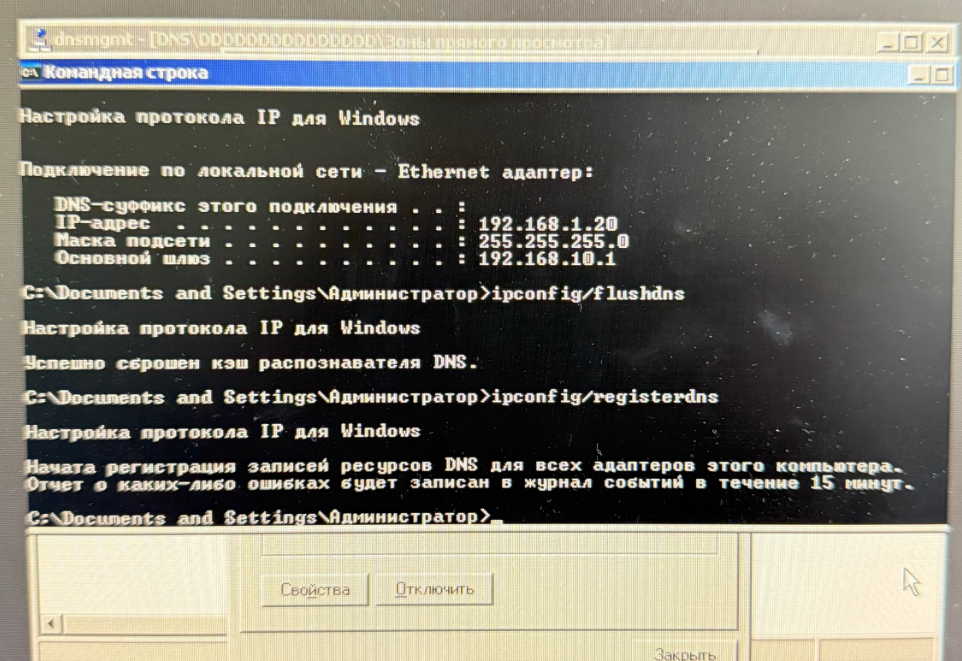 dnsmgmt - [DNS\DDDDDDDDDDDDDDD\Зоны прямого просмотра]
Командная строка
Настройка протокола IP для Windows
Подключение по локальной сети - Ethernet адаптер:
DNS-суффикс этого подключения . . :
IP-адрес . . . . . . . . . . . . : 192.168.1.20
Маска подсети . . . . . . . . . . : 255.255.255.0
Основной шлюз . . . . . . . . . . : 192.168.10.1
C:\Documents and Settings\Администратор>ipconfig/flushdns
Настройка протокола IP для Windows
Успешно сброшен кэш распознавателя DNS.
C:\Documents and Settings\Администратор>ipconfig/registerdns
Настройка протокола IP для Windows
Начата регистрация записей ресурсов DNS для всех адаптеров этого компьютера.
Отчет о каких-либо ошибках будет записан в журнал событий в течение 15 минут.
C:\Documents and Settings\Администратор>_
Свойства Отключить
Закрыть